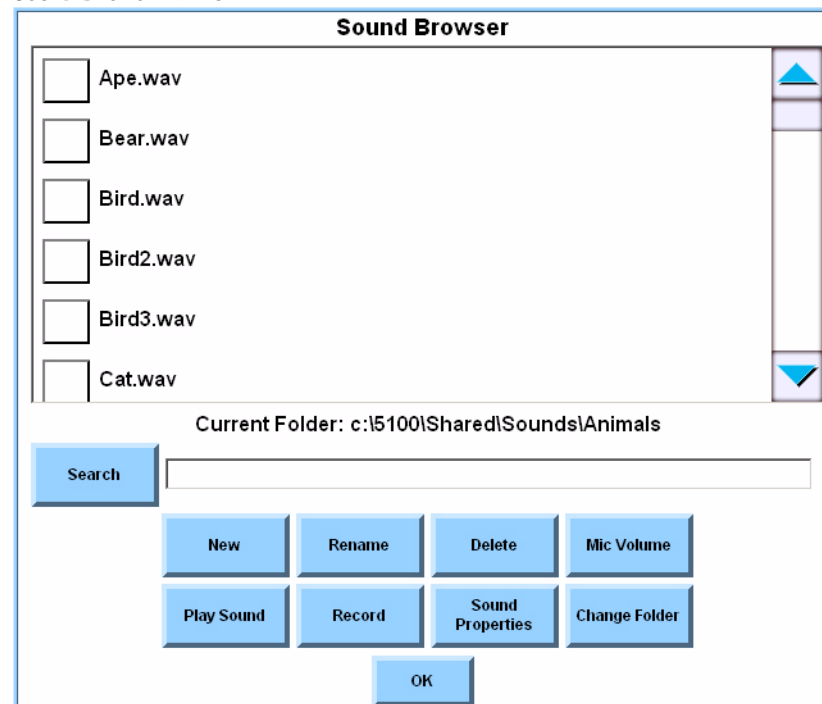 Sound Browser
Ape.wav
Bear.wav
Bird.wav
Bird2.wav
Bird3.wav
Cat.wav
Current Folder: c:\5100\Shared\Sounds\Animals
Search
New Rename Delete Mic Volume
Play Sound Record Sound Properties Change Folder
OK